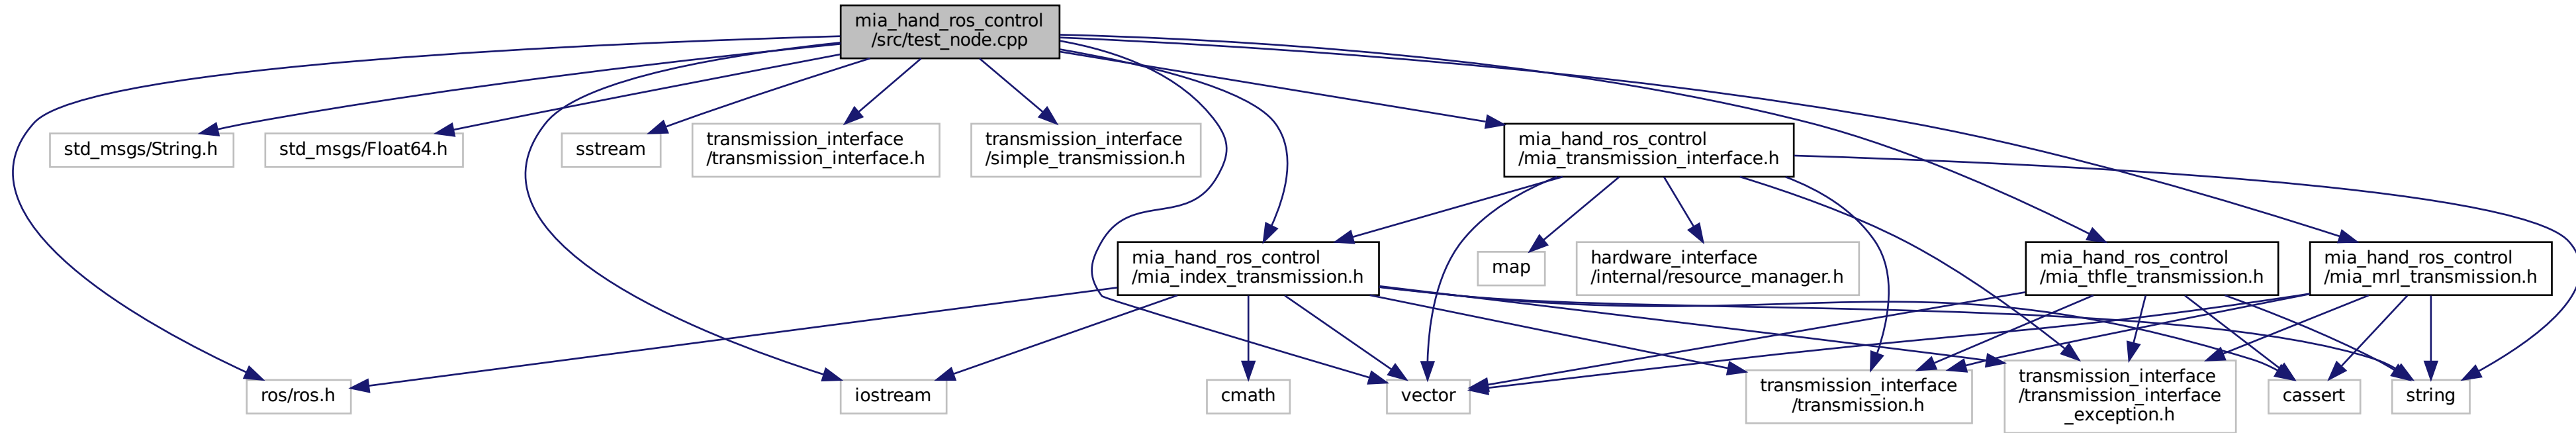 mia_hand_ros_control
/src/test_node.cpp
std_msgs/String.h
std_msgs/Float64.h
sstream
transmission_interface
/transmission_interface.h
transmission_interface
/simple_transmission.h
mia_hand_ros_control
/mia_transmission_interface.h
mia_hand_ros_control
/mia_index_transmission.h
map
hardware_interface
/internal/resource_manager.h
mia_hand_ros_control
/mia_thfle_transmission.h
mia_hand_ros_control
/mia_mrl_transmission.h
ros/ros.h
iostream
cmath
vector
transmission_interface
/transmission.h
transmission_interface
/transmission_interface
_exception.h
cassert
string